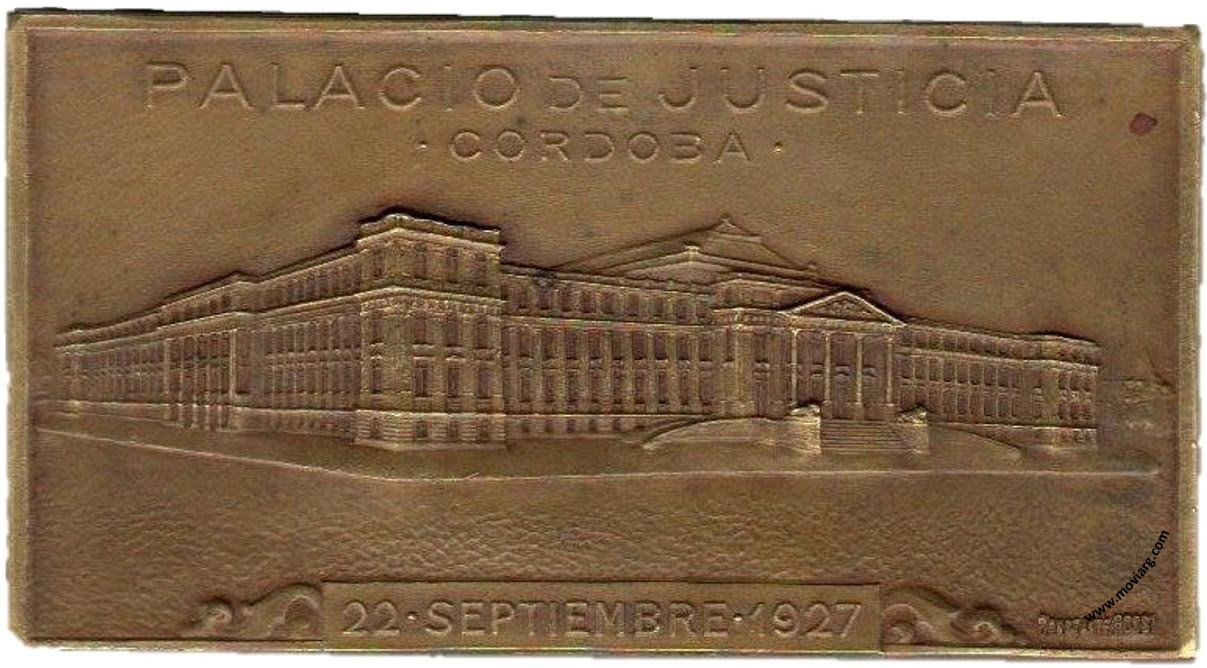 PALACIO DE JUSTICIA
· CORDOBA ·
22 · SEPTIEMBRE · 1927
www.moviarg.com